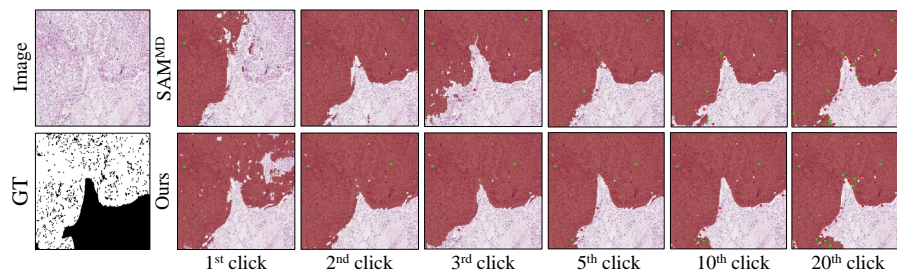 Image
SAM^MD
GT
Ours
1st click
2nd click
3rd click
5th click
10th click
20th click